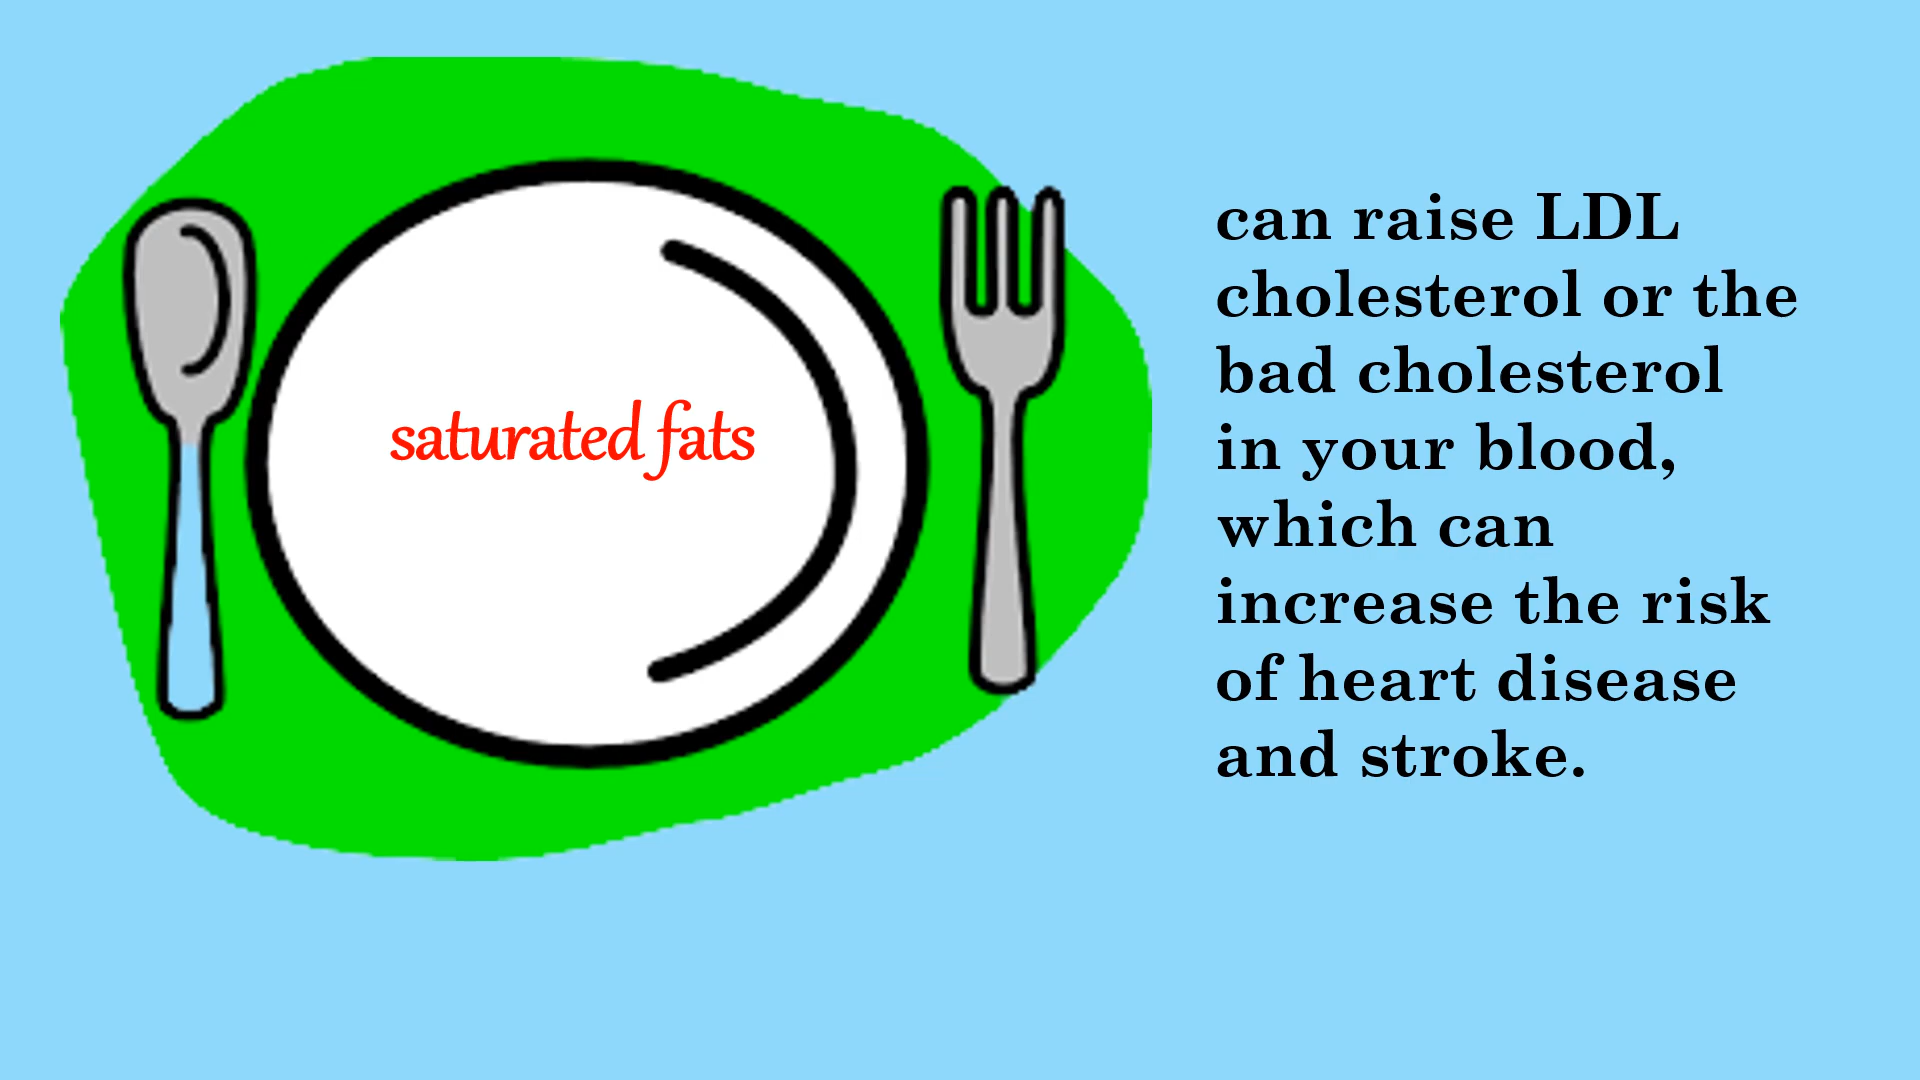 saturated fats
can raise LDL
cholesterol or the
bad cholesterol
in your blood,
which can
increase the risk
of heart disease
and stroke.